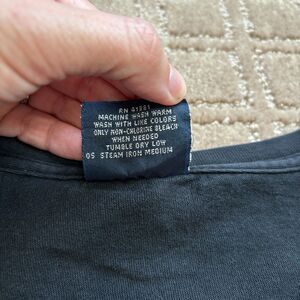 RN 41381
MACHINE WASH WARM
WASH WITH LIKE COLORS
ONLY NON-CHLORINE BLEACH
WHEN NEEDED
TUMBLE DRY LOW
OS STEAM IRON MEDIUM